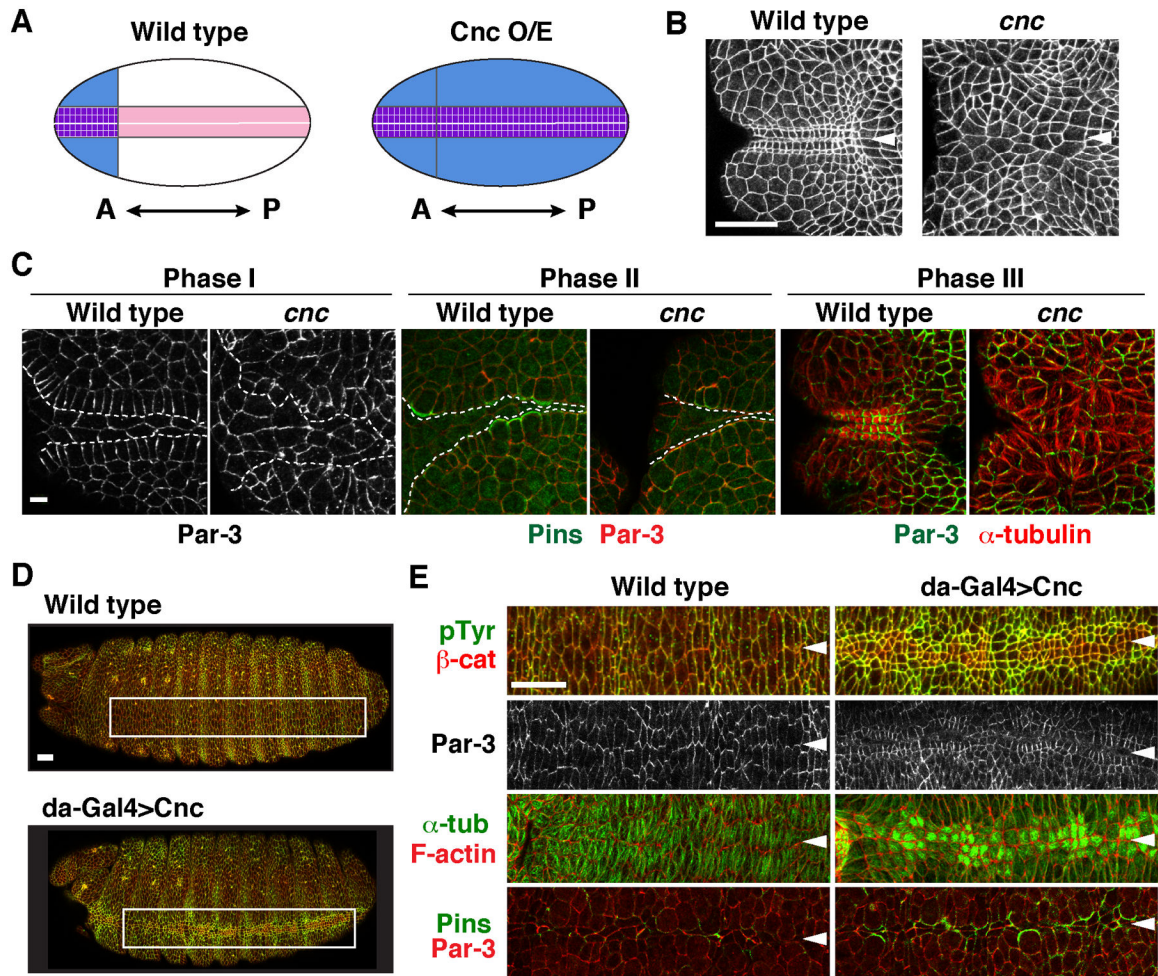 A
Wild type
Cnc O/E
A
P
A
P
B
Wild type
cnc
C
Phase I
Phase II
Phase III
Wild type
cnc
Wild type
cnc
Wild type
cnc
Par-3
Pins Par-3
Par-3 α-tubulin
D
Wild type
da-Gal4>Cnc
E
Wild type
da-Gal4>Cnc
pTyr
β-cat
Par-3
α-tub
F-actin
Pins
Par-3